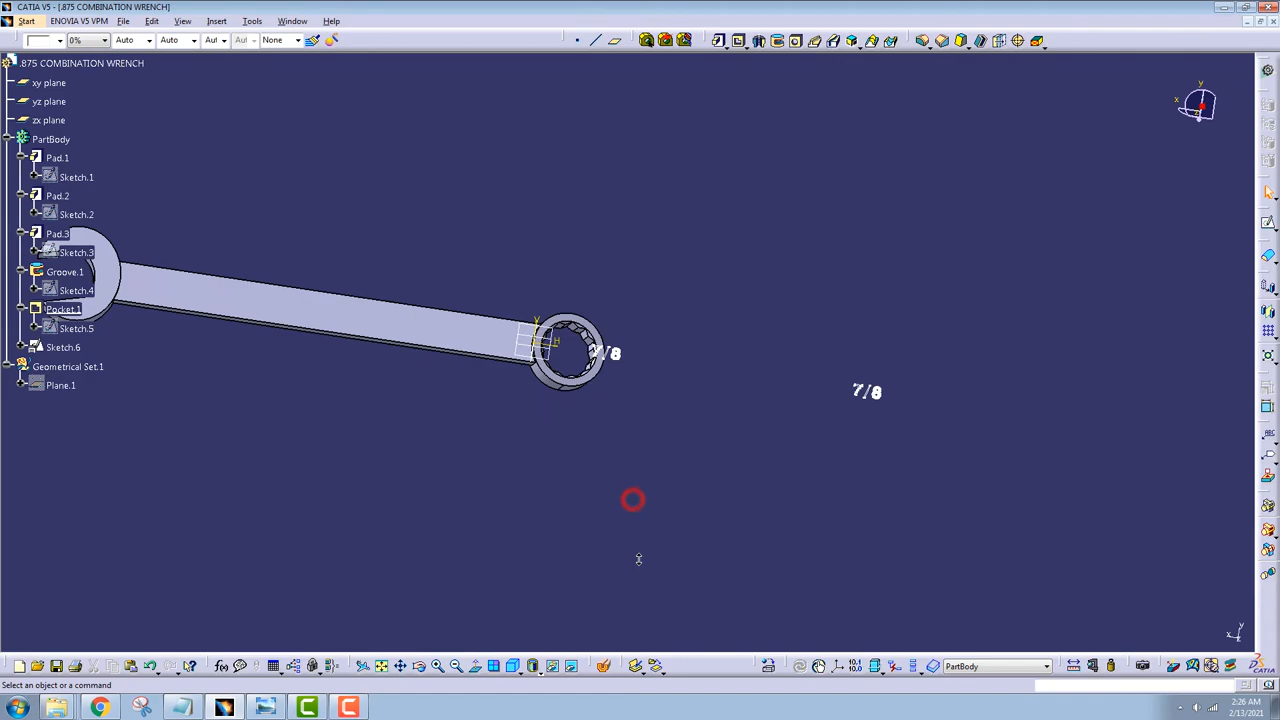 CATIA V5 - [.875 COMBINATION WRENCH]
Start ENOVIA V5 VPM File Edit View Insert Tools Window Help
0% Auto Auto Aul Aul None
.875 COMBINATION WRENCH
xy plane
yz plane
zx plane
PartBody
Pad.1
Sketch.1
Pad.2
Sketch.2
Pad.3
Sketch.3
Groove.1
Sketch.4
Pocket.1
Sketch.5
Sketch.6
Geometrical Set.1
Plane.1
y
x
y
H
7/8
7/8
y
x
z
PartBody
CATIA
Select an object or a command
2:26 AM
2/13/2021